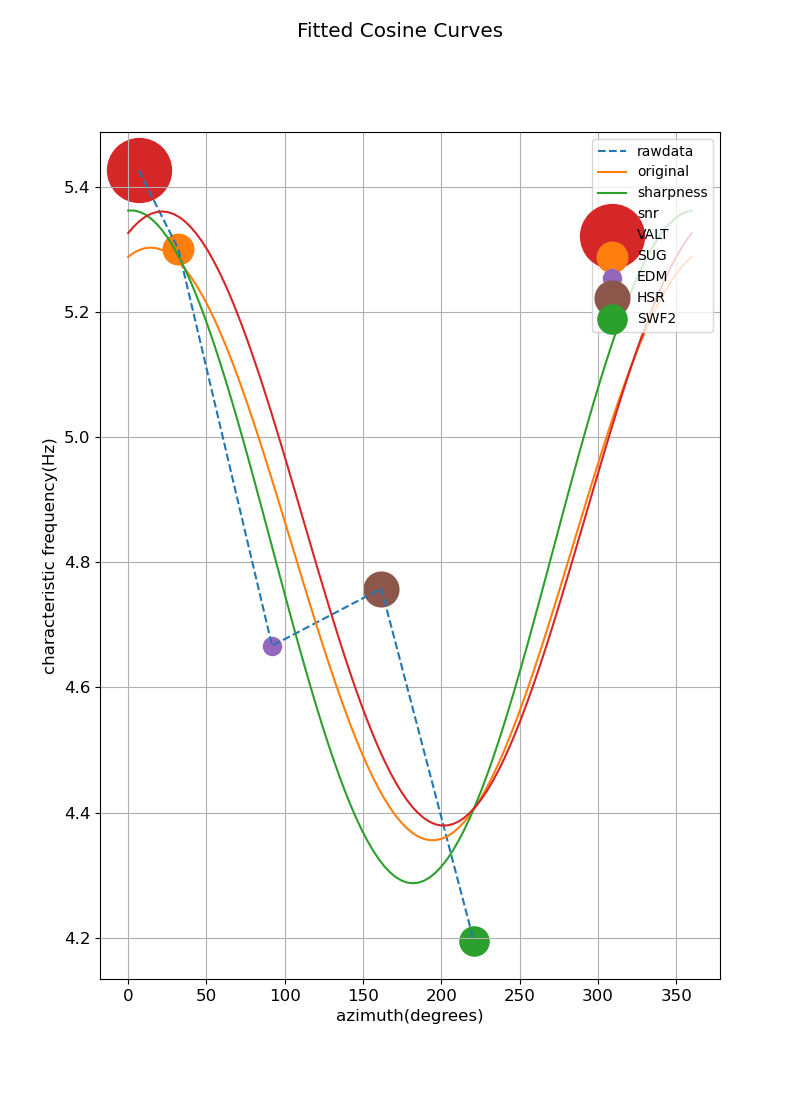 Fitted Cosine Curves
characteristic frequency(Hz)
5.4
5.2
5.0
4.8
4.6
4.4
4.2
rawdata
original
sharpness
snr
VALT
SUG
EDM
HSR
SWF2
0 50 100 150 200 250 300 350
azimuth(degrees)